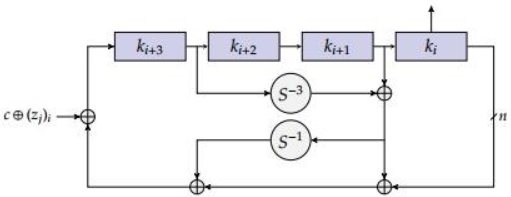 k_{i+3} k_{i+2} k_{i+1} k_i
S^{-3}
c ⊕ (z_j)_i n
S^{-1}